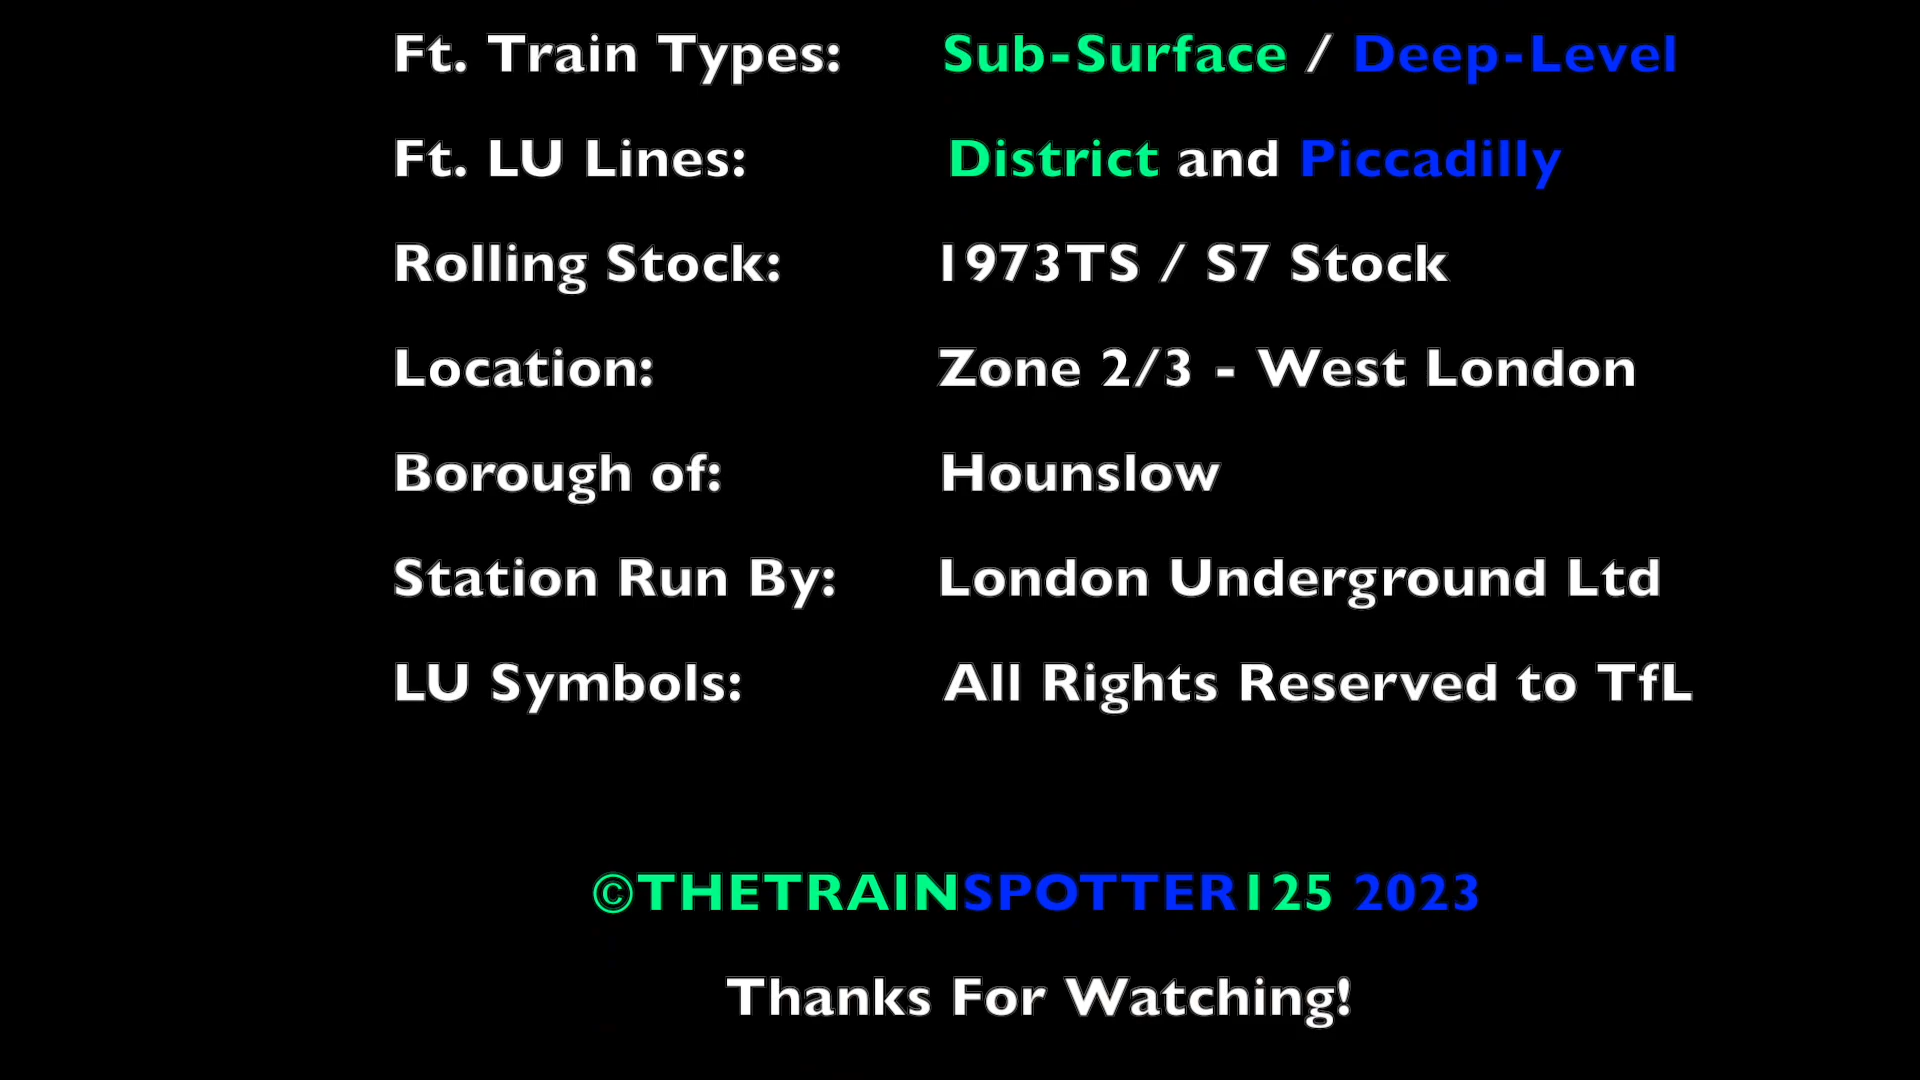 Ft. Train Types: Sub-Surface / Deep-Level
Ft. LU Lines: District and Piccadilly
Rolling Stock: 1973TS / S7 Stock
Location: Zone 2/3 - West London
Borough of: Hounslow
Station Run By: London Underground Ltd
LU Symbols: All Rights Reserved to TfL
©THETRAINSPOTTER125 2023
Thanks For Watching!